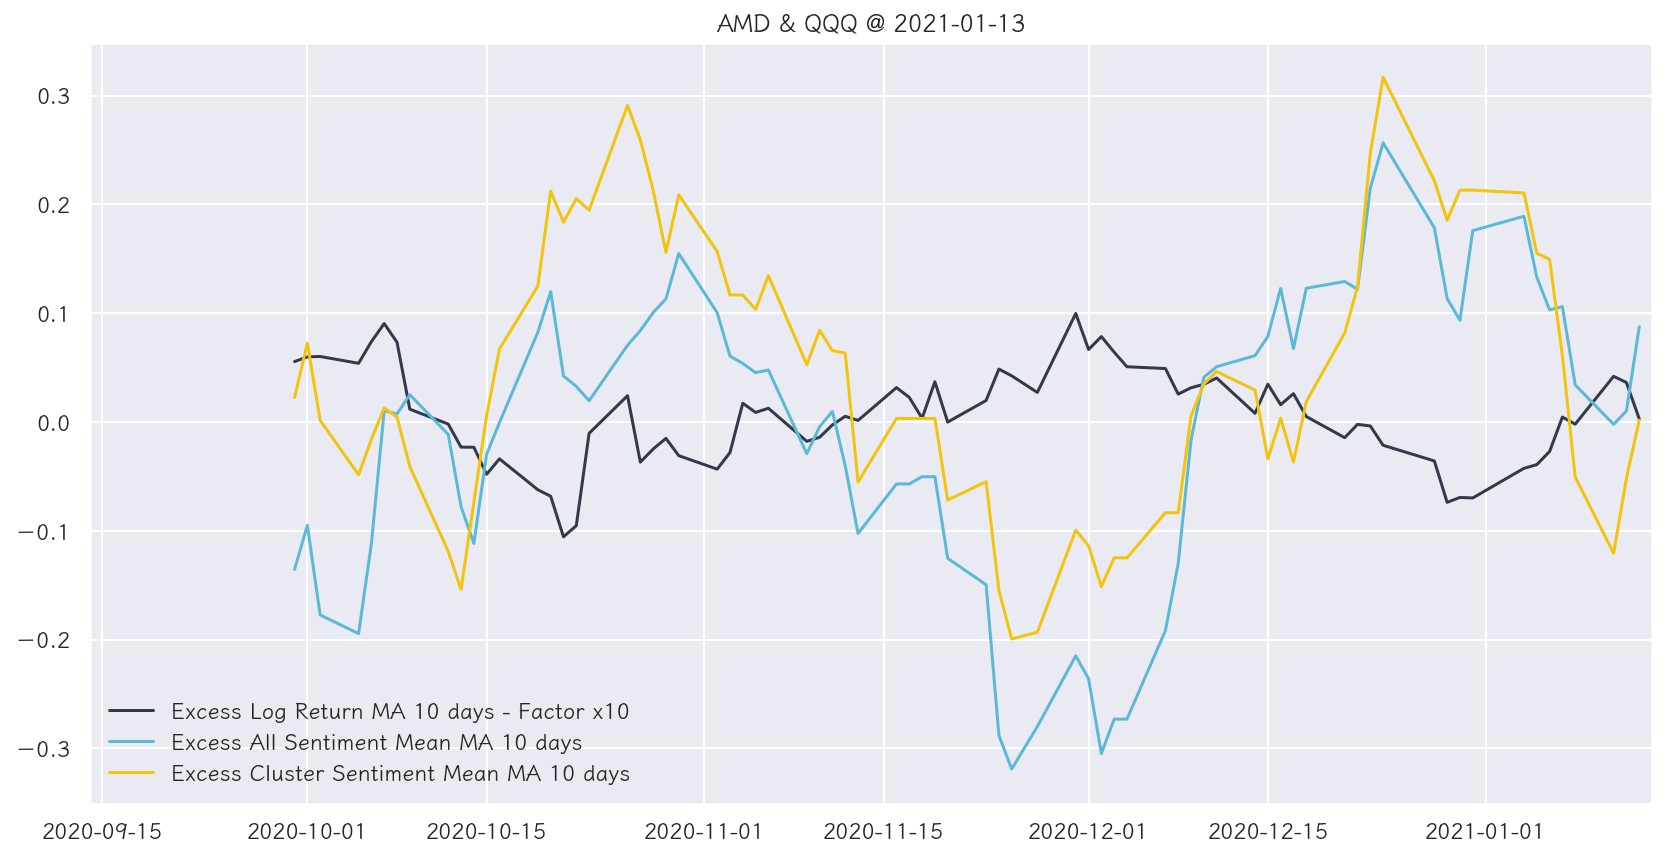 AMD & QQQ @ 2021-01-13
0.3
0.2
0.1
0.0
−0.1
−0.2
−0.3
Excess Log Return MA 10 days - Factor x10
Excess All Sentiment Mean MA 10 days
Excess Cluster Sentiment Mean MA 10 days
2020-09-15 2020-10-01 2020-10-15 2020-11-01 2020-11-15 2020-12-01 2020-12-15 2021-01-01